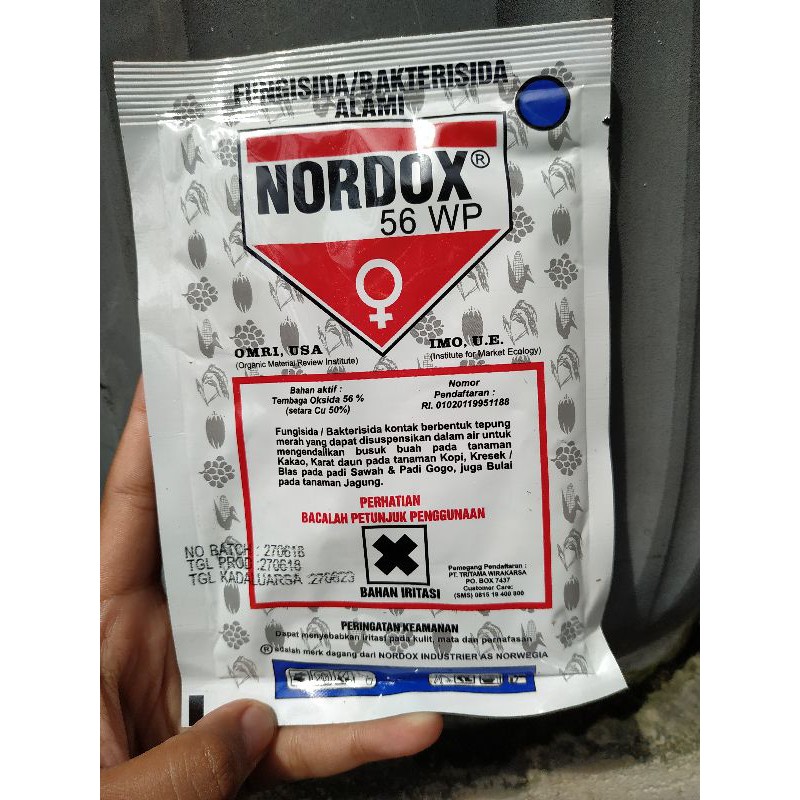 FUNGISIDA/BAKTERISIDA
ALAMI
NORDOX®
56 WP
OMRI, USA
(Organic Material Review Institute)
IMO, U.E.
(Institute for Market Ecology)
Bahan aktif :
Tembaga Oksida 56 %
(setara Cu 50%)
Nomor
Pendaftaran :
RI. 01020119951188
Fungisida / Bakterisida kontak berbentuk tepung
merah yang dapat disuspensikan dalam air untuk
mengendalikan busuk buah pada tanaman
Kakao, Karat daun pada tanaman Kopi, Kresek /
Blas pada padi Sawah & Padi Gogo, juga Bulai
pada tanaman Jagung.
PERHATIAN
BACALAH PETUNJUK PENGGUNAAN
NO BATCH : 270618
TGL PROD :270618
TGL KADALUARSA :270623
BAHAN IRITASI
Pemegang Pendaftaran :
PT. TRITAMA WIRAKARSA
PO. BOX 7437
Customer Care:
(SMS) 0815 19 400 800
PERINGATAN KEAMANAN
Dapat menyebabkan iritasi pada kulit, mata dan pernafasan
® adalah merk dagang dari NORDOX INDUSTRIER AS NORWEGIA